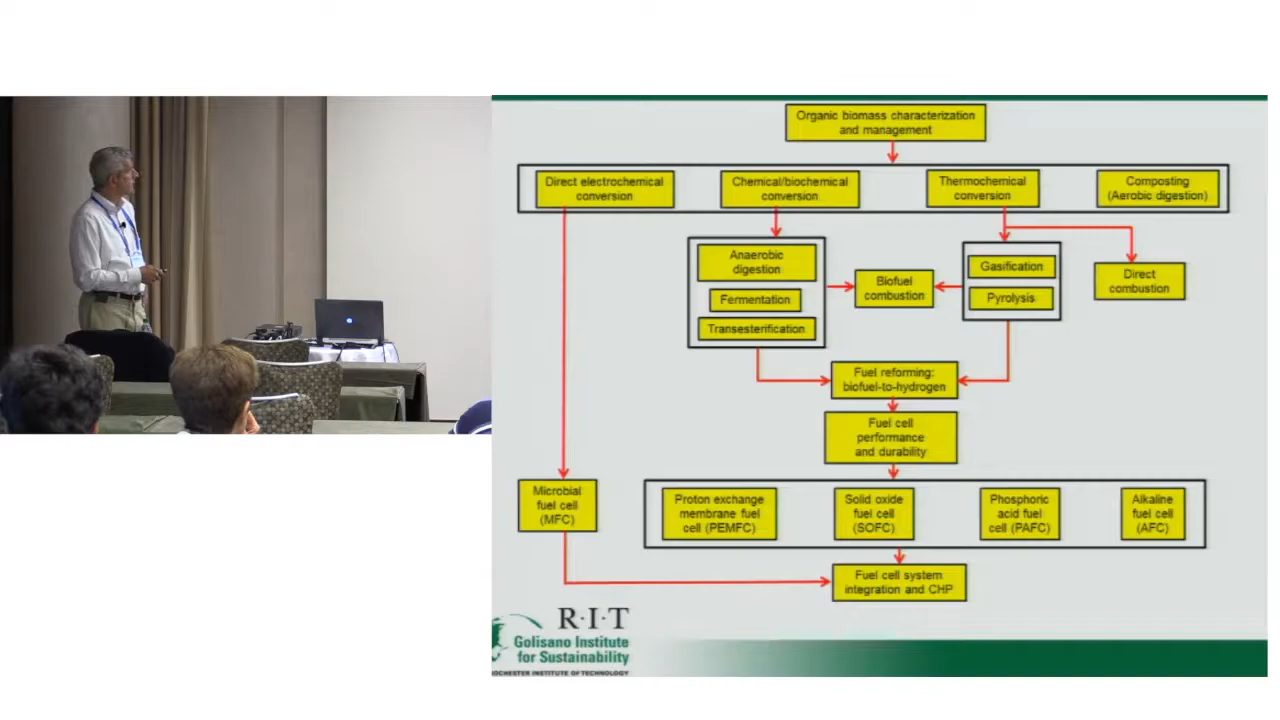 Organic biomass characterization
and management
Direct electrochemical
conversion
Chemical/biochemical
conversion
Thermochemical
conversion
Composting
(Aerobic digestion)
Anaerobic
digestion
Fermentation
Transesterification
Biofuel
combustion
Gasification
Pyrolysis
Direct
combustion
Fuel reforming:
biofuel-to-hydrogen
Fuel cell
performance
and durability
Microbial
fuel cell
(MFC)
Proton exchange
membrane fuel
cell (PEMFC)
Solid oxide
fuel cell
(SOFC)
Phosphoric
acid fuel
cell (PAFC)
Alkaline
fuel cell
(AFC)
Fuel cell system
integration and CHP
R·I·T
Golisano Institute
for Sustainability
ROCHESTER INSTITUTE OF TECHNOLOGY